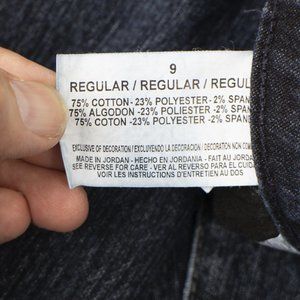 9
REGULAR / REGULAR / REGUL
75% COTTON -23% POLYESTER -2% SPAN
75% ALGODON -23% POLYESTER -2% SPAN
75% COTON -23% POLYESTER -2% SPAN
EXCLUSIVE OF DECORATION / EXCLUYENDO LA DECORACION / DECORATION NON COM
MADE IN JORDAN - HECHO EN JORDANIA - FAIT AU JORDA
SEE REVERSE FOR CARE - VER AL REVERSO PARA EL CUIDADO
VOIR LES INSTRUCTIONS D'ENTRETIEN AU DOS